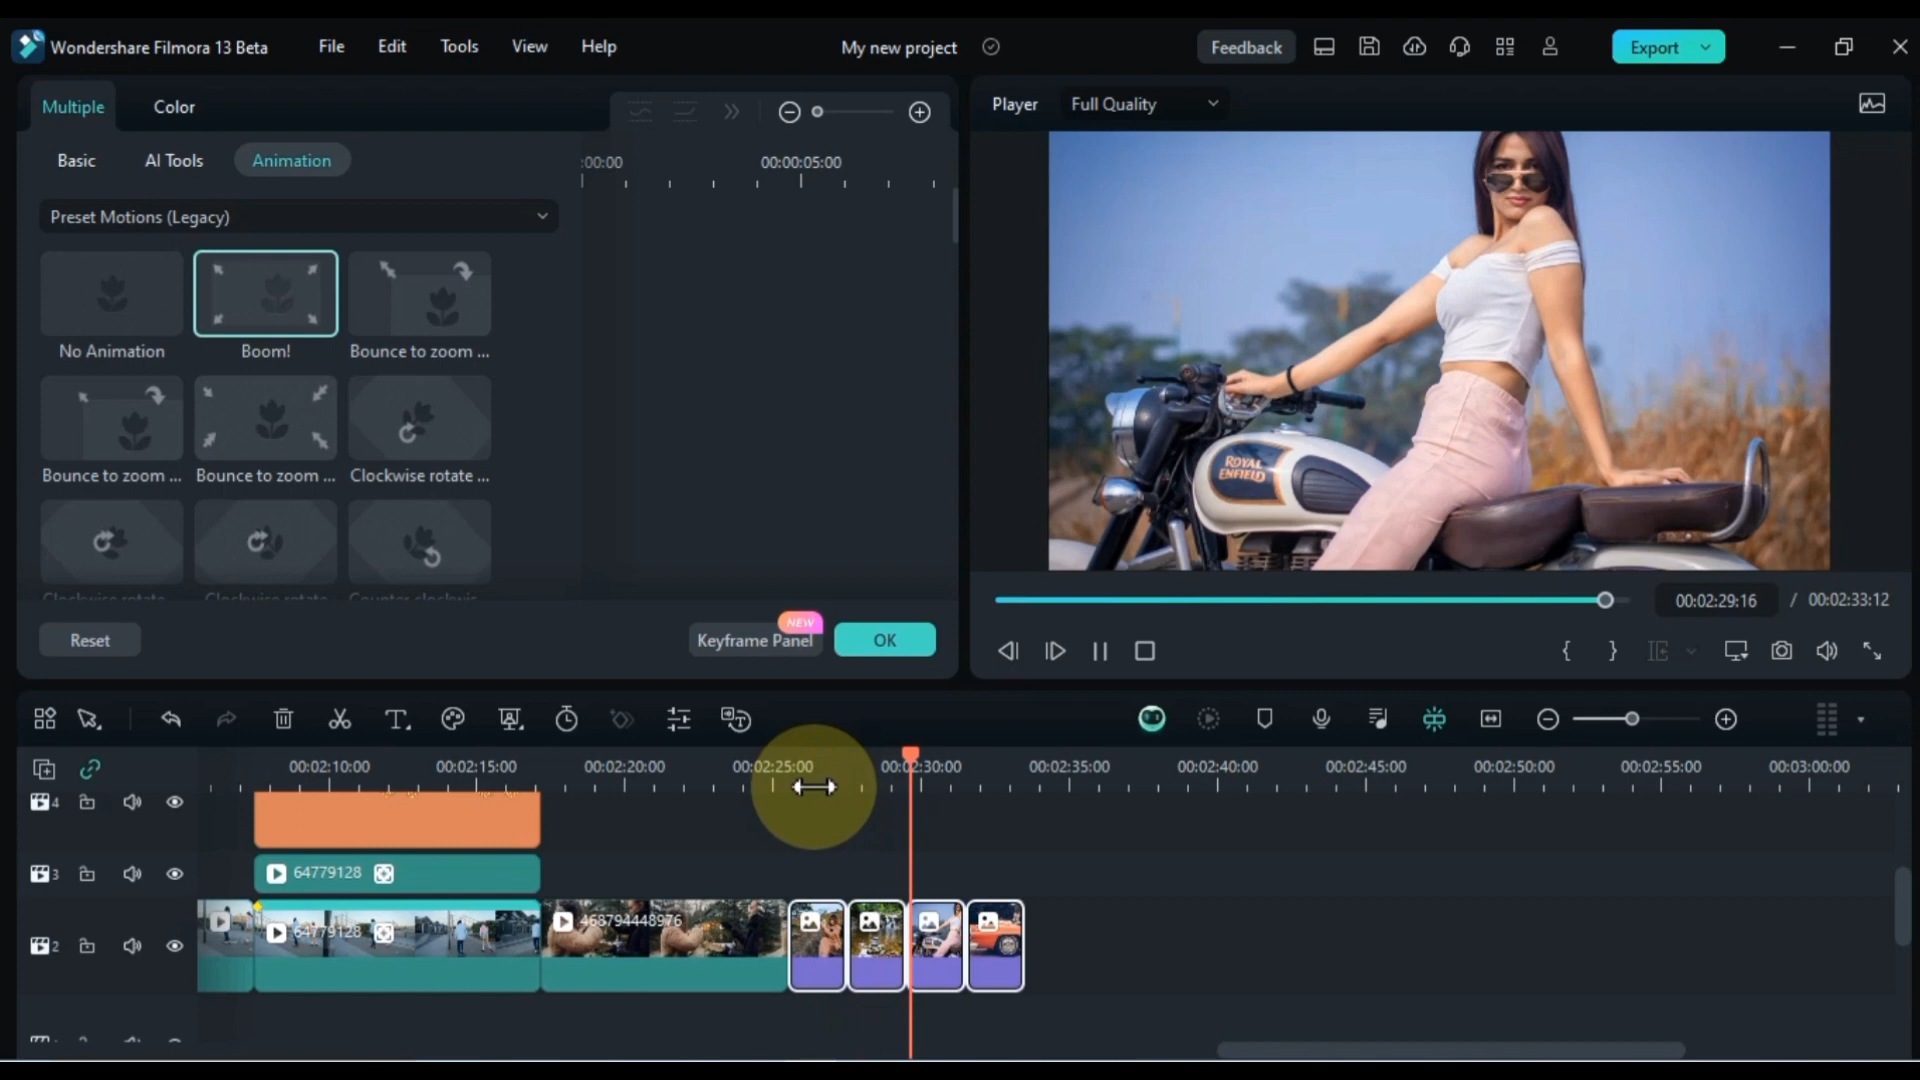 Wondershare Filmora 13 Beta
File
Edit
Tools
View
Help
My new project
Feedback
Export
Multiple
Color
:00:00
00:00:05:00
Player
Full Quality
Basic
AI Tools
Animation
Preset Motions (Legacy)
No Animation
Boom!
Bounce to zoom ...
Bounce to zoom ...
Bounce to zoom ...
Clockwise rotate ...
ROYAL
ENFIELD
Reset
NEW
Keyframe Panel
OK
00:02:29:16 / 00:02:33:12
00:02:10:00
00:02:15:00
00:02:20:00
00:02:25:00
00:02:30:00
00:02:35:00
00:02:40:00
00:02:45:00
00:02:50:00
00:02:55:00
00:03:00:00
4
3
64779128
2
64779128
468794448976